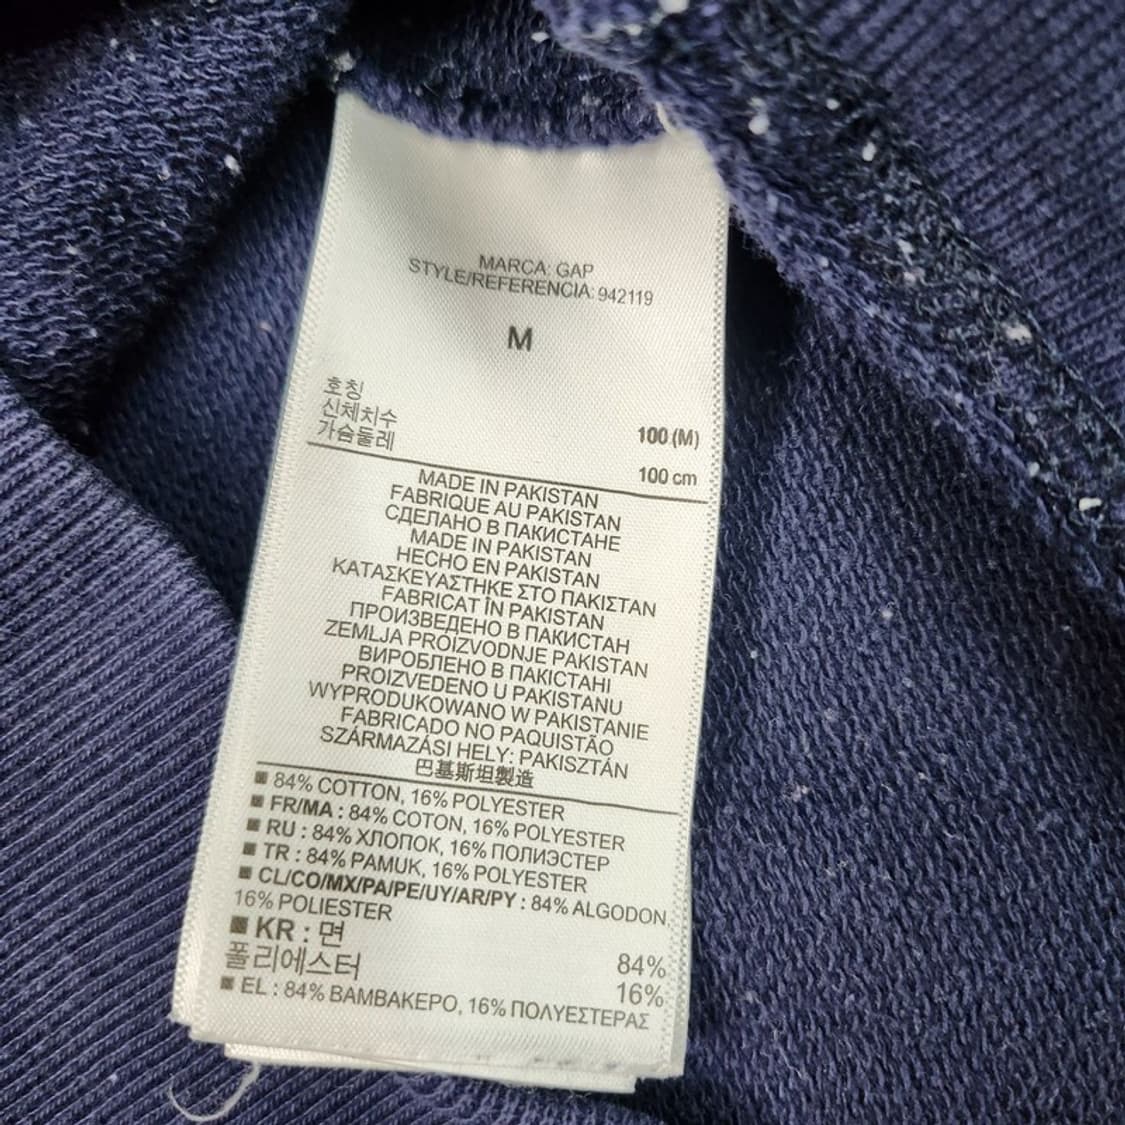 MARCA: GAP
STYLE/REFERENCIA: 942119
M
호칭
신체치수 100 (M)
가슴둘레 100 cm
MADE IN PAKISTAN
FABRIQUE AU PAKISTAN
СДЕЛАНО В ПАКИСТАНЕ
MADE IN PAKISTAN
HECHO EN PAKISTAN
ΚΑΤΑΣΚΕΥΑΣΤΗΚΕ ΣΤΟ ΠΑΚΙΣΤΑΝ
FABRICAT ÎN PAKISTAN
ПРОИЗВЕДЕНО В ПАКИСТАН
ZEMLJA PROIZVODNJE PAKISTAN
ВИРОБЛЕНО В ПАКИСТАНІ
PROIZVEDENO U PAKISTANU
WYPRODUKOWANO W PAKISTANIE
FABRICADO NO PAQUISTÃO
SZÁRMAZÁSI HELY: PAKISZTÁN
巴基斯坦製造
■ 84% COTTON, 16% POLYESTER
■ FR/MA : 84% COTON, 16% POLYESTER
■ RU : 84% ХЛОПОК, 16% ПОЛИЭСТЕР
■ TR : 84% PAMUK, 16% POLYESTER
■ CL/CO/MX/PA/PE/UY/AR/PY : 84% ALGODON,
16% POLIESTER
■ KR : 면 84%
폴리에스터 16%
■ EL : 84% ΒΑΜΒΑΚΕΡΟ, 16% ΠΟΛΥΕΣΤΕΡΑΣ